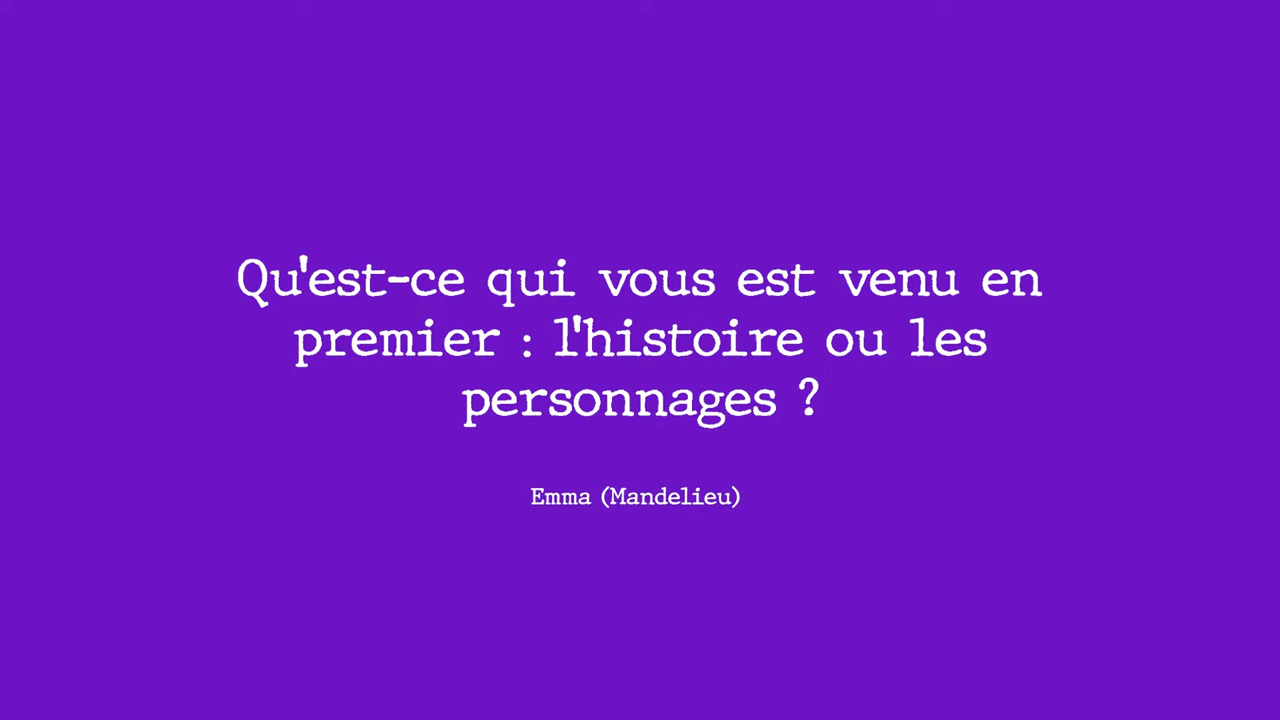 Qu'est-ce qui vous est venu en
premier : l'histoire ou les
personnages ?
Emma (Mandelieu)